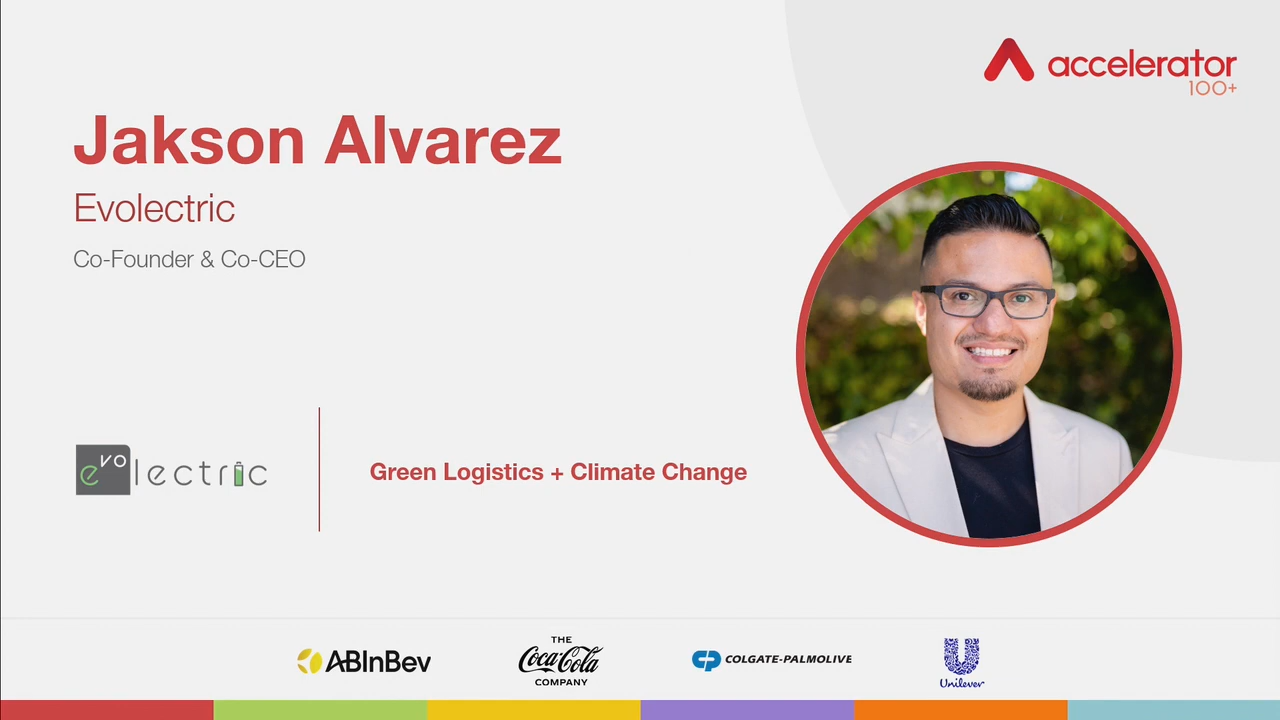 accelerator
100+
Jakson Alvarez
Evolectric
Co-Founder & Co-CEO
evolectric
Green Logistics + Climate Change
ABInBev
THE
Coca-Cola
COMPANY
COLGATE-PALMOLIVE
Unilever